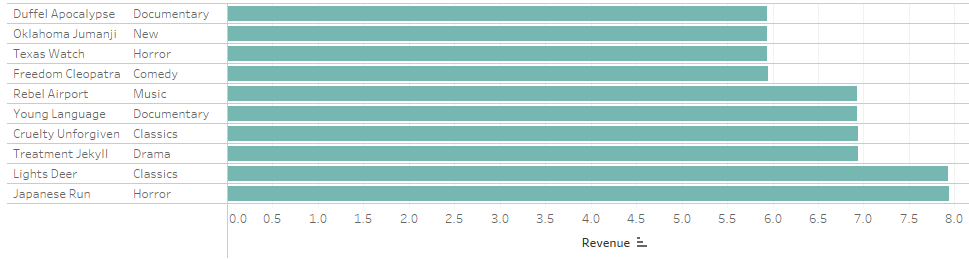 Duffel Apocalypse Documentary
Oklahoma Jumanji New
Texas Watch Horror
Freedom Cleopatra Comedy
Rebel Airport Music
Young Language Documentary
Cruelty Unforgiven Classics
Treatment Jekyll Drama
Lights Deer Classics
Japanese Run Horror
0.0 0.5 1.0 1.5 2.0 2.5 3.0 3.5 4.0 4.5 5.0 5.5 6.0 6.5 7.0 7.5 8.0
Revenue